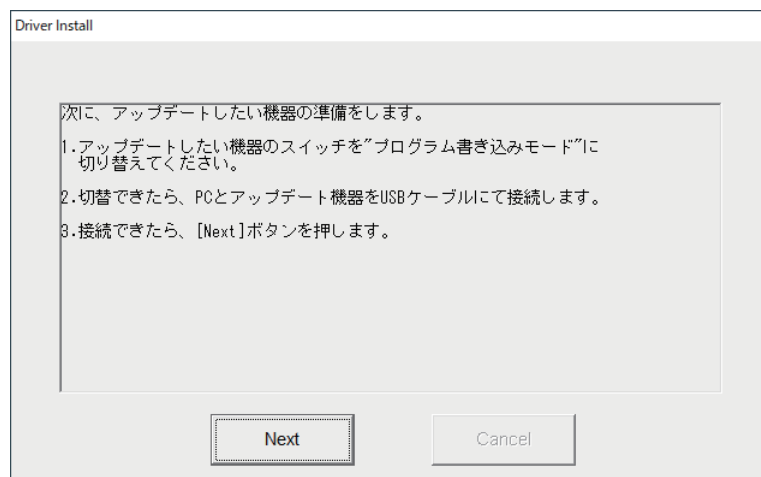 Driver Install
次に、アップデートしたい機器の準備をします。
1.アップデートしたい機器のスイッチを"プログラム書き込みモード"に
切り替えてください。
2.切替できたら、PCとアップデート機器をUSBケーブルにて接続します。
3.接続できたら、[Next]ボタンを押します。
Next
Cancel